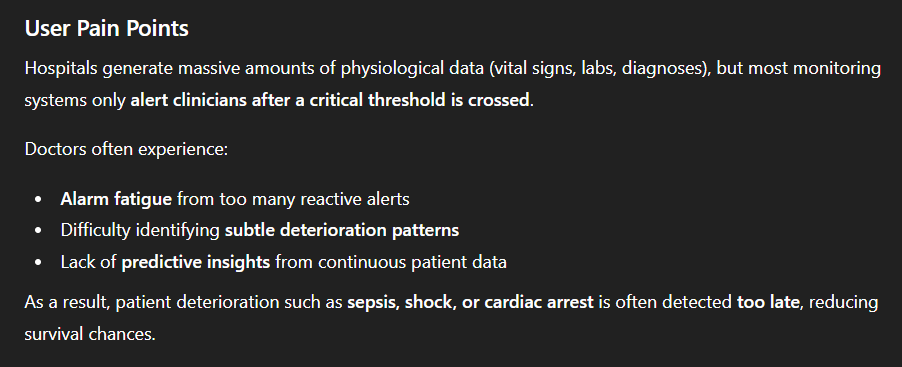 User Pain Points
Hospitals generate massive amounts of physiological data (vital signs, labs, diagnoses), but most monitoring
systems only alert clinicians after a critical threshold is crossed.
Doctors often experience:
• Alarm fatigue from too many reactive alerts
• Difficulty identifying subtle deterioration patterns
• Lack of predictive insights from continuous patient data
As a result, patient deterioration such as sepsis, shock, or cardiac arrest is often detected too late, reducing
survival chances.